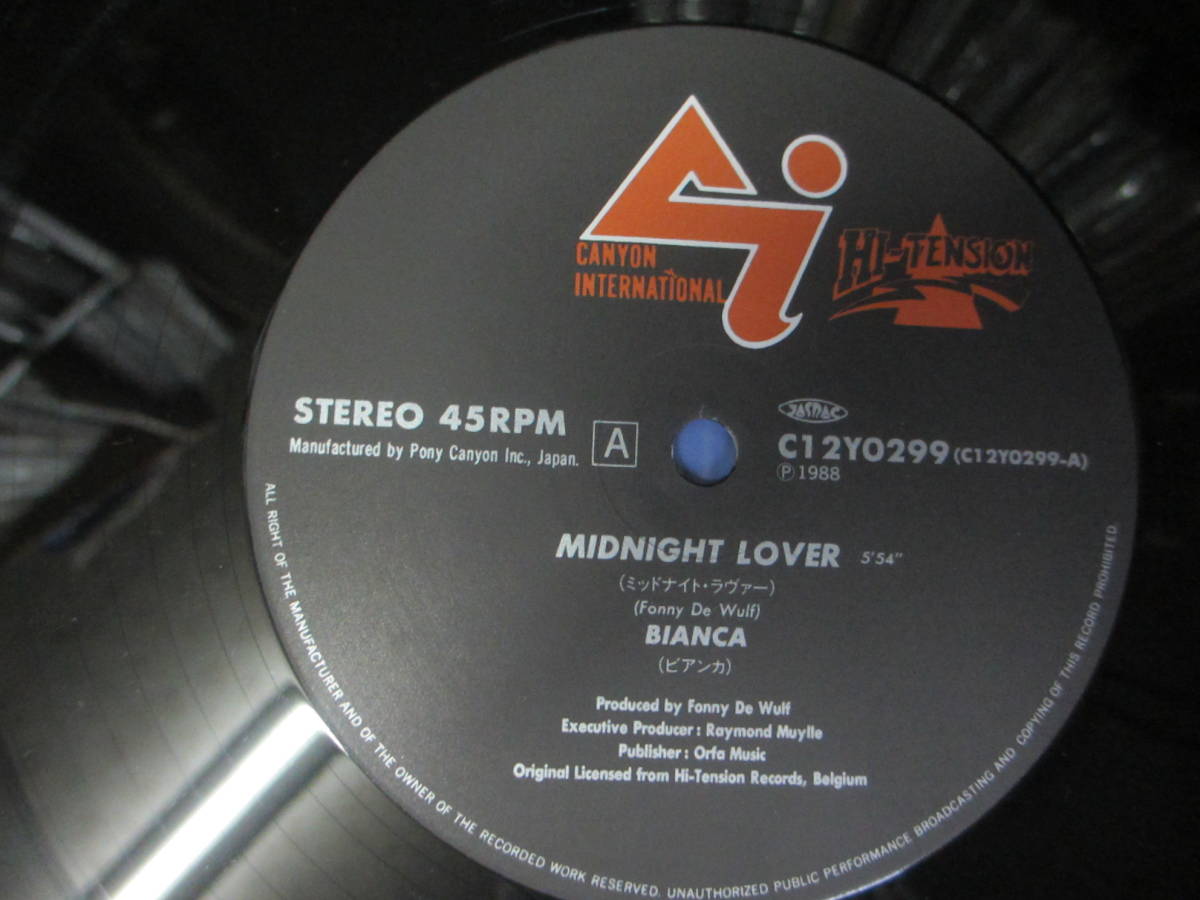 CANYON
INTERNATIONAL
HI-TENSION
STEREO 45RPM
Manufactured by Pony Canyon Inc., Japan.
A
JASRAC
C12Y0299 (C12Y0299-A)
Ⓟ1988
MIDNiGHT LOVER 5'54"
(ミッドナイト・ラヴァー)
(Fonny De Wulf)
BIANCA
(ビアンカ)
Produced by Fonny De Wulf
Executive Producer: Raymond Muylle
Publisher: Orfa Music
Original Licensed from Hi-Tension Records, Belgium
ALL RIGHT OF THE MANUFACTURER AND OF THE OWNER OF THE RECORDED WORK RESERVED. UNAUTHORIZED PUBLIC PERFORMANCE BROADCASTING AND COPYING OF THIS RECORD PROHIBITED.